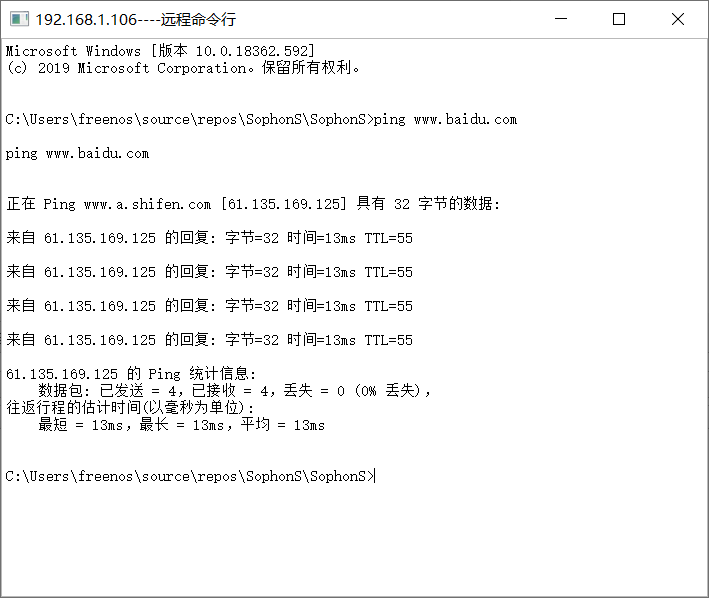 192.168.1.106----远程命令行
Microsoft Windows [版本 10.0.18362.592]
(c) 2019 Microsoft Corporation。保留所有权利。
C:\Users\freenos\source\repos\SophonS\SophonS>ping www.baidu.com
ping www.baidu.com
正在 Ping www.a.shifen.com [61.135.169.125] 具有 32 字节的数据:
来自 61.135.169.125 的回复: 字节=32 时间=13ms TTL=55
来自 61.135.169.125 的回复: 字节=32 时间=13ms TTL=55
来自 61.135.169.125 的回复: 字节=32 时间=13ms TTL=55
来自 61.135.169.125 的回复: 字节=32 时间=13ms TTL=55
61.135.169.125 的 Ping 统计信息:
数据包: 已发送 = 4，已接收 = 4，丢失 = 0 (0% 丢失)，
往返行程的估计时间(以毫秒为单位):
最短 = 13ms，最长 = 13ms，平均 = 13ms
C:\Users\freenos\source\repos\SophonS\SophonS>